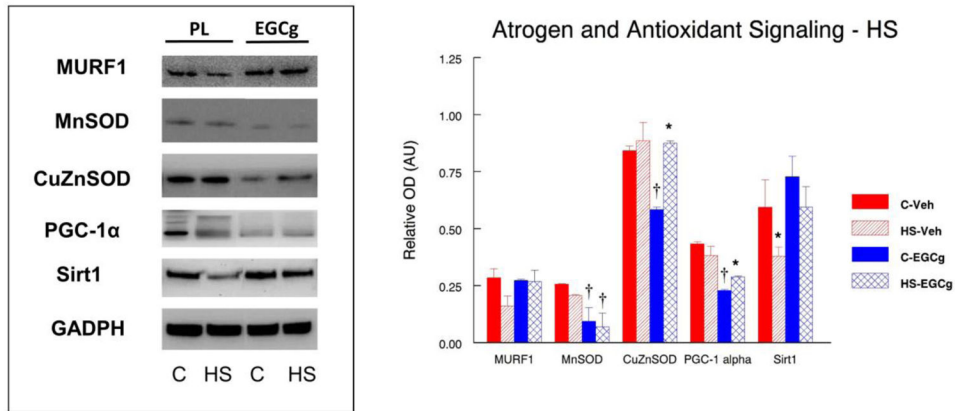 PL EGCg
MURF1
MnSOD
CuZnSOD
PGC-1α
Sirt1
GADPH
C HS C HS
Atrogen and Antioxidant Signaling - HS
Relative OD (AU)
1.25
1.00
0.75
0.50
0.25
0.00
†
†
†
*
†
*
*
MURF1 MnSOD CuZnSOD PGC-1 alpha Sirt1
C-Veh
HS-Veh
C-EGCg
HS-EGCg